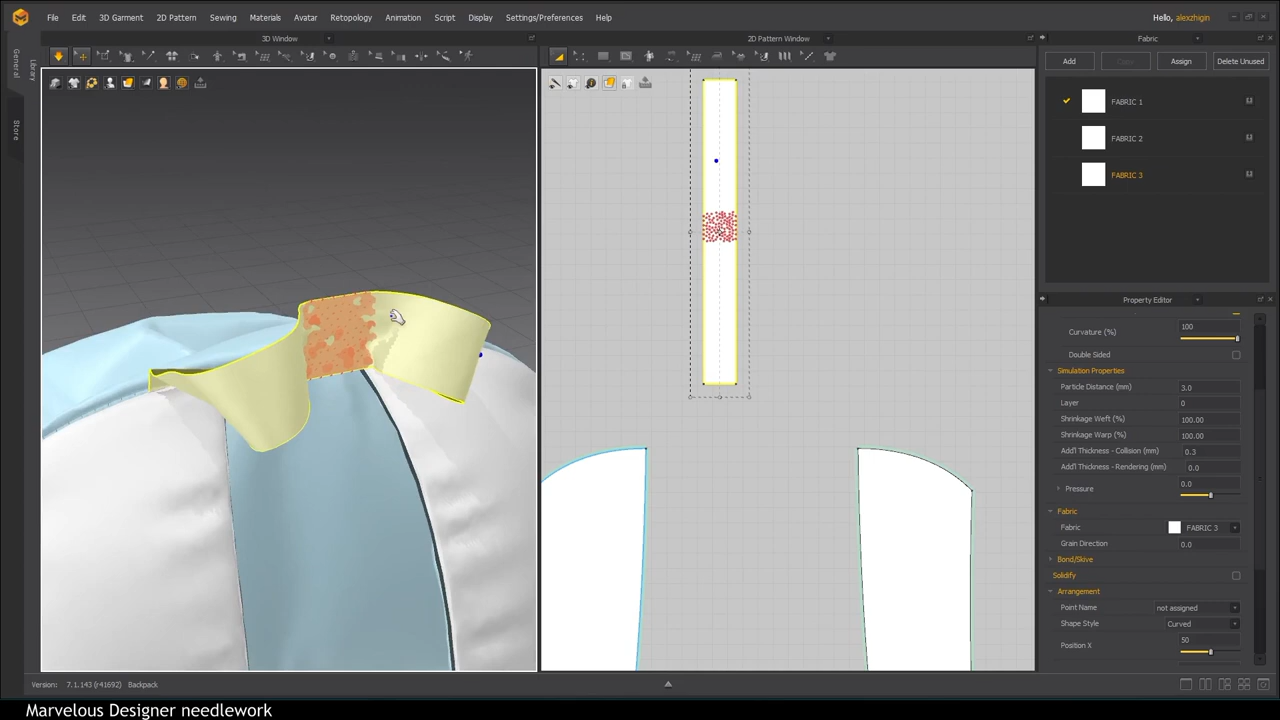 File Edit 3D Garment 2D Pattern Sewing Materials Avatar Retopology Animation Script Display Settings/Preferences Help Hello, alexzhigin
3D Window 2D Pattern Window Fabric
General
Library
Store
Add Copy Assign Delete Unused
FABRIC 1
FABRIC 2
FABRIC 3
Property Editor
Curvature (%) 100
Double Sided
Simulation Properties
Particle Distance (mm) 3.0
Layer 0
Shrinkage Weft (%) 100.00
Shrinkage Warp (%) 100.00
Add'l Thickness - Collision (mm) 0.3
Add'l Thickness - Rendering (mm) 0.0
Pressure 0.0
Fabric
Fabric FABRIC 3
Grain Direction 0.0
Bond/Skive
Solidify
Arrangement
Point Name not assigned
Shape Style Curved
Position X 50
Version: 7.1.143 (r41692) Backpack
Marvelous Designer needlework